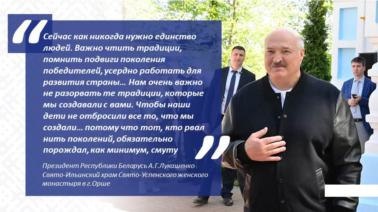 Сейчас как никогда нужно единство
людей. Важно чтить традиции,
помнить подвиги поколения
победителей, усердно работать для
развития страны... Нам очень важно
не разорвать те традиции, которые
мы создавали с вами. Чтобы наши
дети не отбросили все то, что мы
создали... потому что тот, кто рвал
нить поколений, обязательно
порождал, как минимум, смуту
Президент Республики Беларусь А.Г.Лукашенко
Свято-Ильинский храм Свято-Успенского женского
монастыря в г.Орше